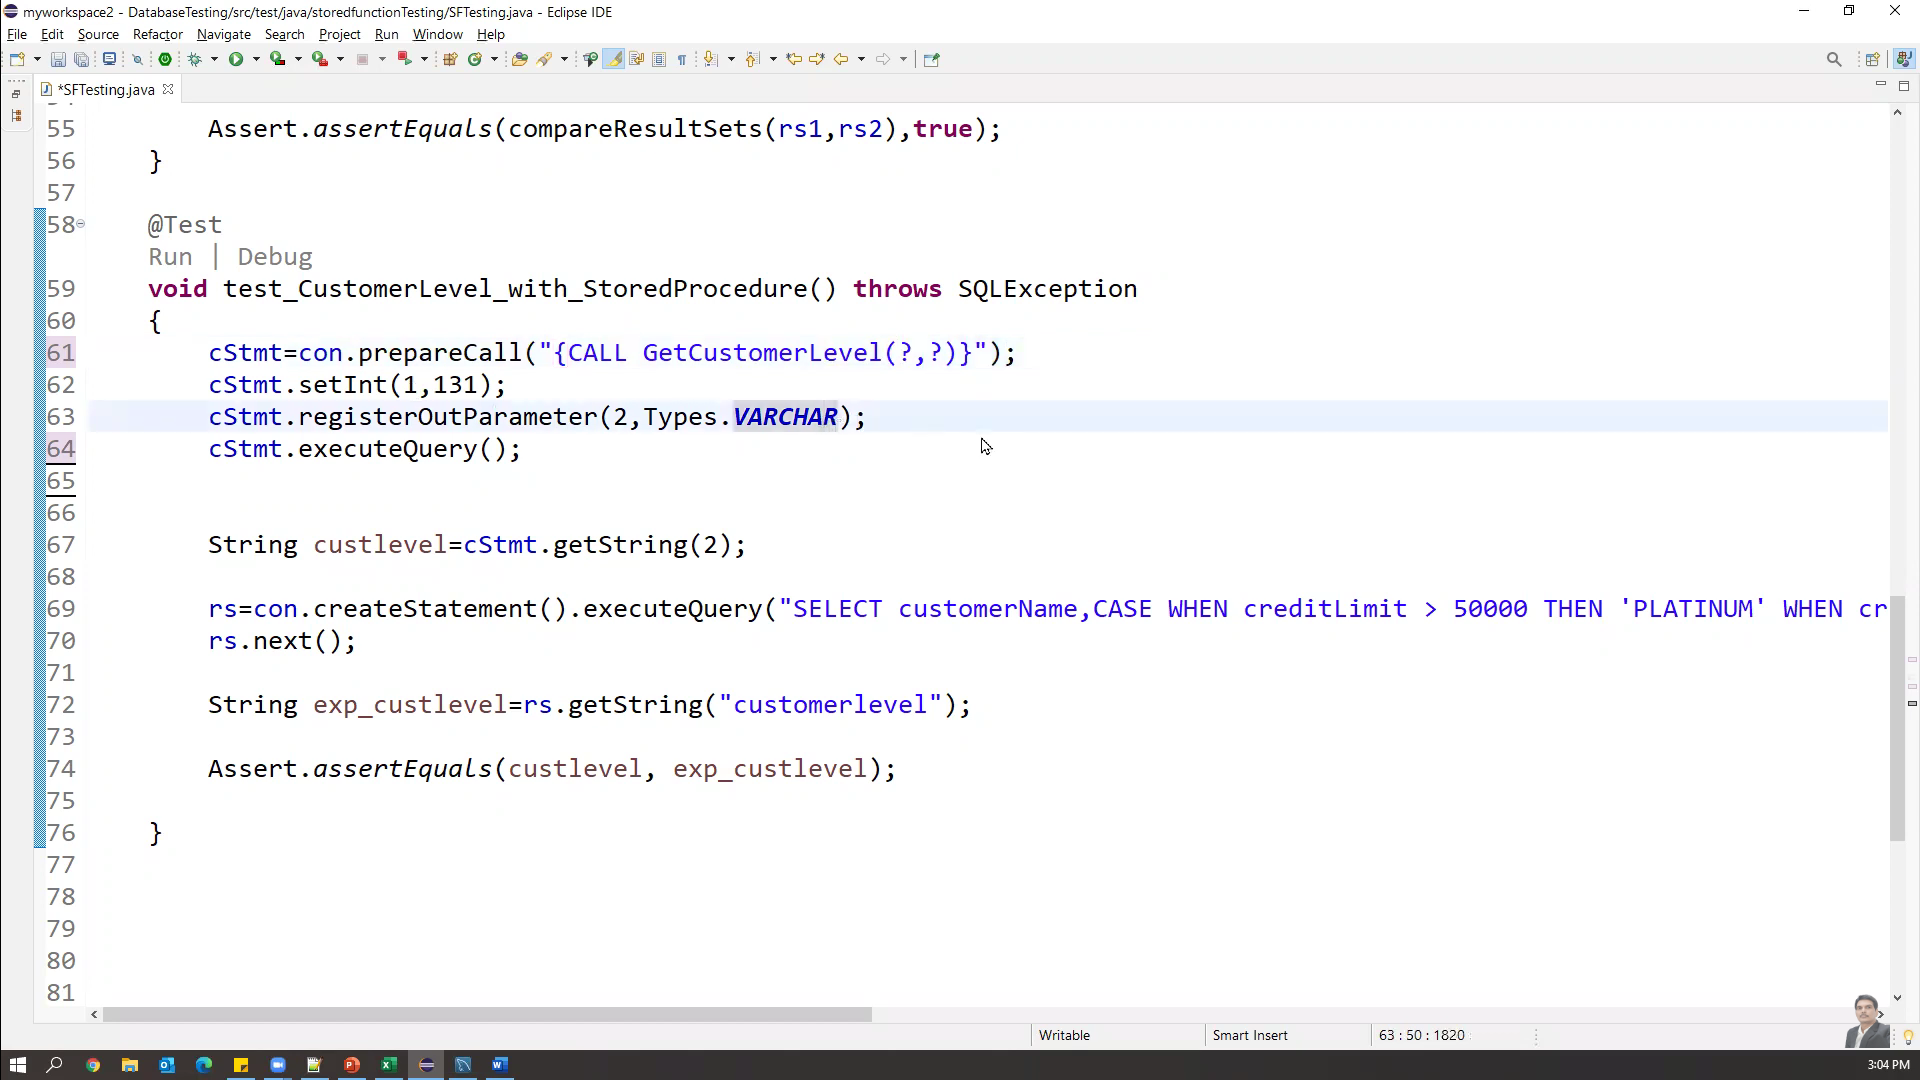 myworkspace2 - DatabaseTesting/src/test/java/storedfunctionTesting/SFTesting.java - Eclipse IDE
File Edit Source Refactor Navigate Search Project Run Window Help
*SFTesting.java
55 Assert.assertEquals(compareResultSets(rs1,rs2),true);
56 }
57
58 @Test
Run | Debug
59 void test_CustomerLevel_with_StoredProcedure() throws SQLException
60 {
61 cStmt=con.prepareCall("{CALL GetCustomerLevel(?,?)}");
62 cStmt.setInt(1,131);
63 cStmt.registerOutParameter(2,Types.VARCHAR);
64 cStmt.executeQuery();
65
66
67 String custlevel=cStmt.getString(2);
68
69 rs=con.createStatement().executeQuery("SELECT customerName,CASE WHEN creditLimit > 50000 THEN 'PLATINUM' WHEN cr
70 rs.next();
71
72 String exp_custlevel=rs.getString("customerlevel");
73
74 Assert.assertEquals(custlevel, exp_custlevel);
75
76 }
77
78
79
80
81
Writable Smart Insert 63 : 50 : 1820
3:04 PM